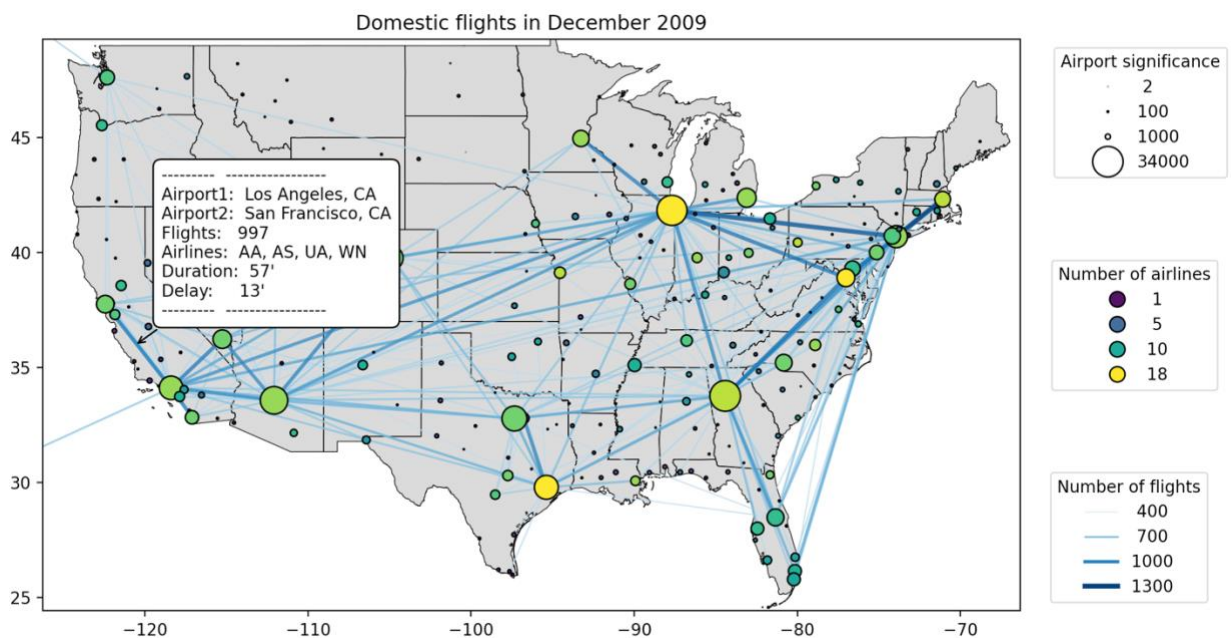 Domestic flights in December 2009
45
40
35
30
25
−120
−110
−100
−90
−80
−70
--------- -----------------
Airport1: Los Angeles, CA
Airport2: San Francisco, CA
Flights: 997
Airlines: AA, AS, UA, WN
Duration: 57'
Delay: 13'
--------- -----------------
Airport significance
2
100
1000
34000
Number of airlines
1
5
10
18
Number of flights
400
700
1000
1300